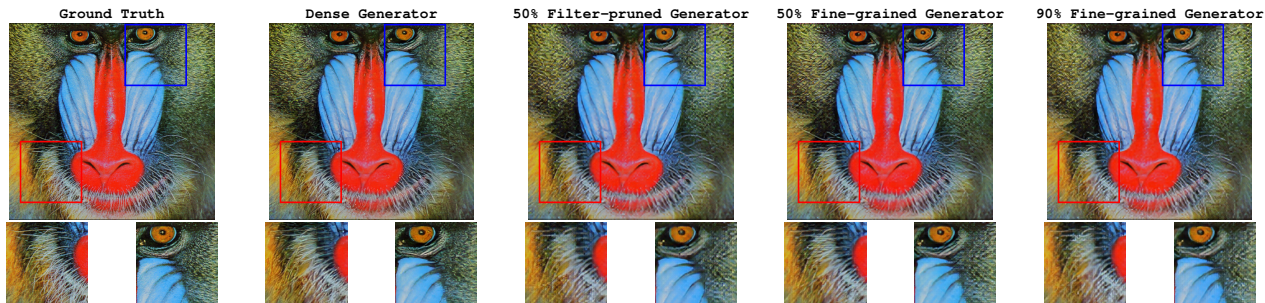 Ground Truth
Dense Generator
50% Filter-pruned Generator
50% Fine-grained Generator
90% Fine-grained Generator